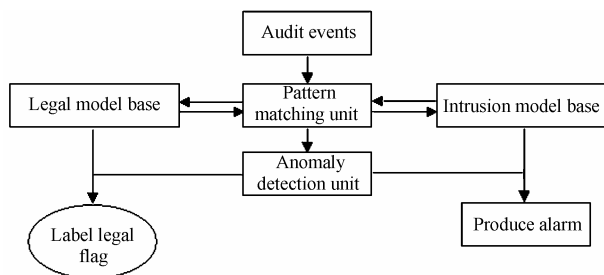 Audit events
Legal model base
Pattern
matching unit
Intrusion model base
Anomaly
detection unit
Label legal
flag
Produce alarm